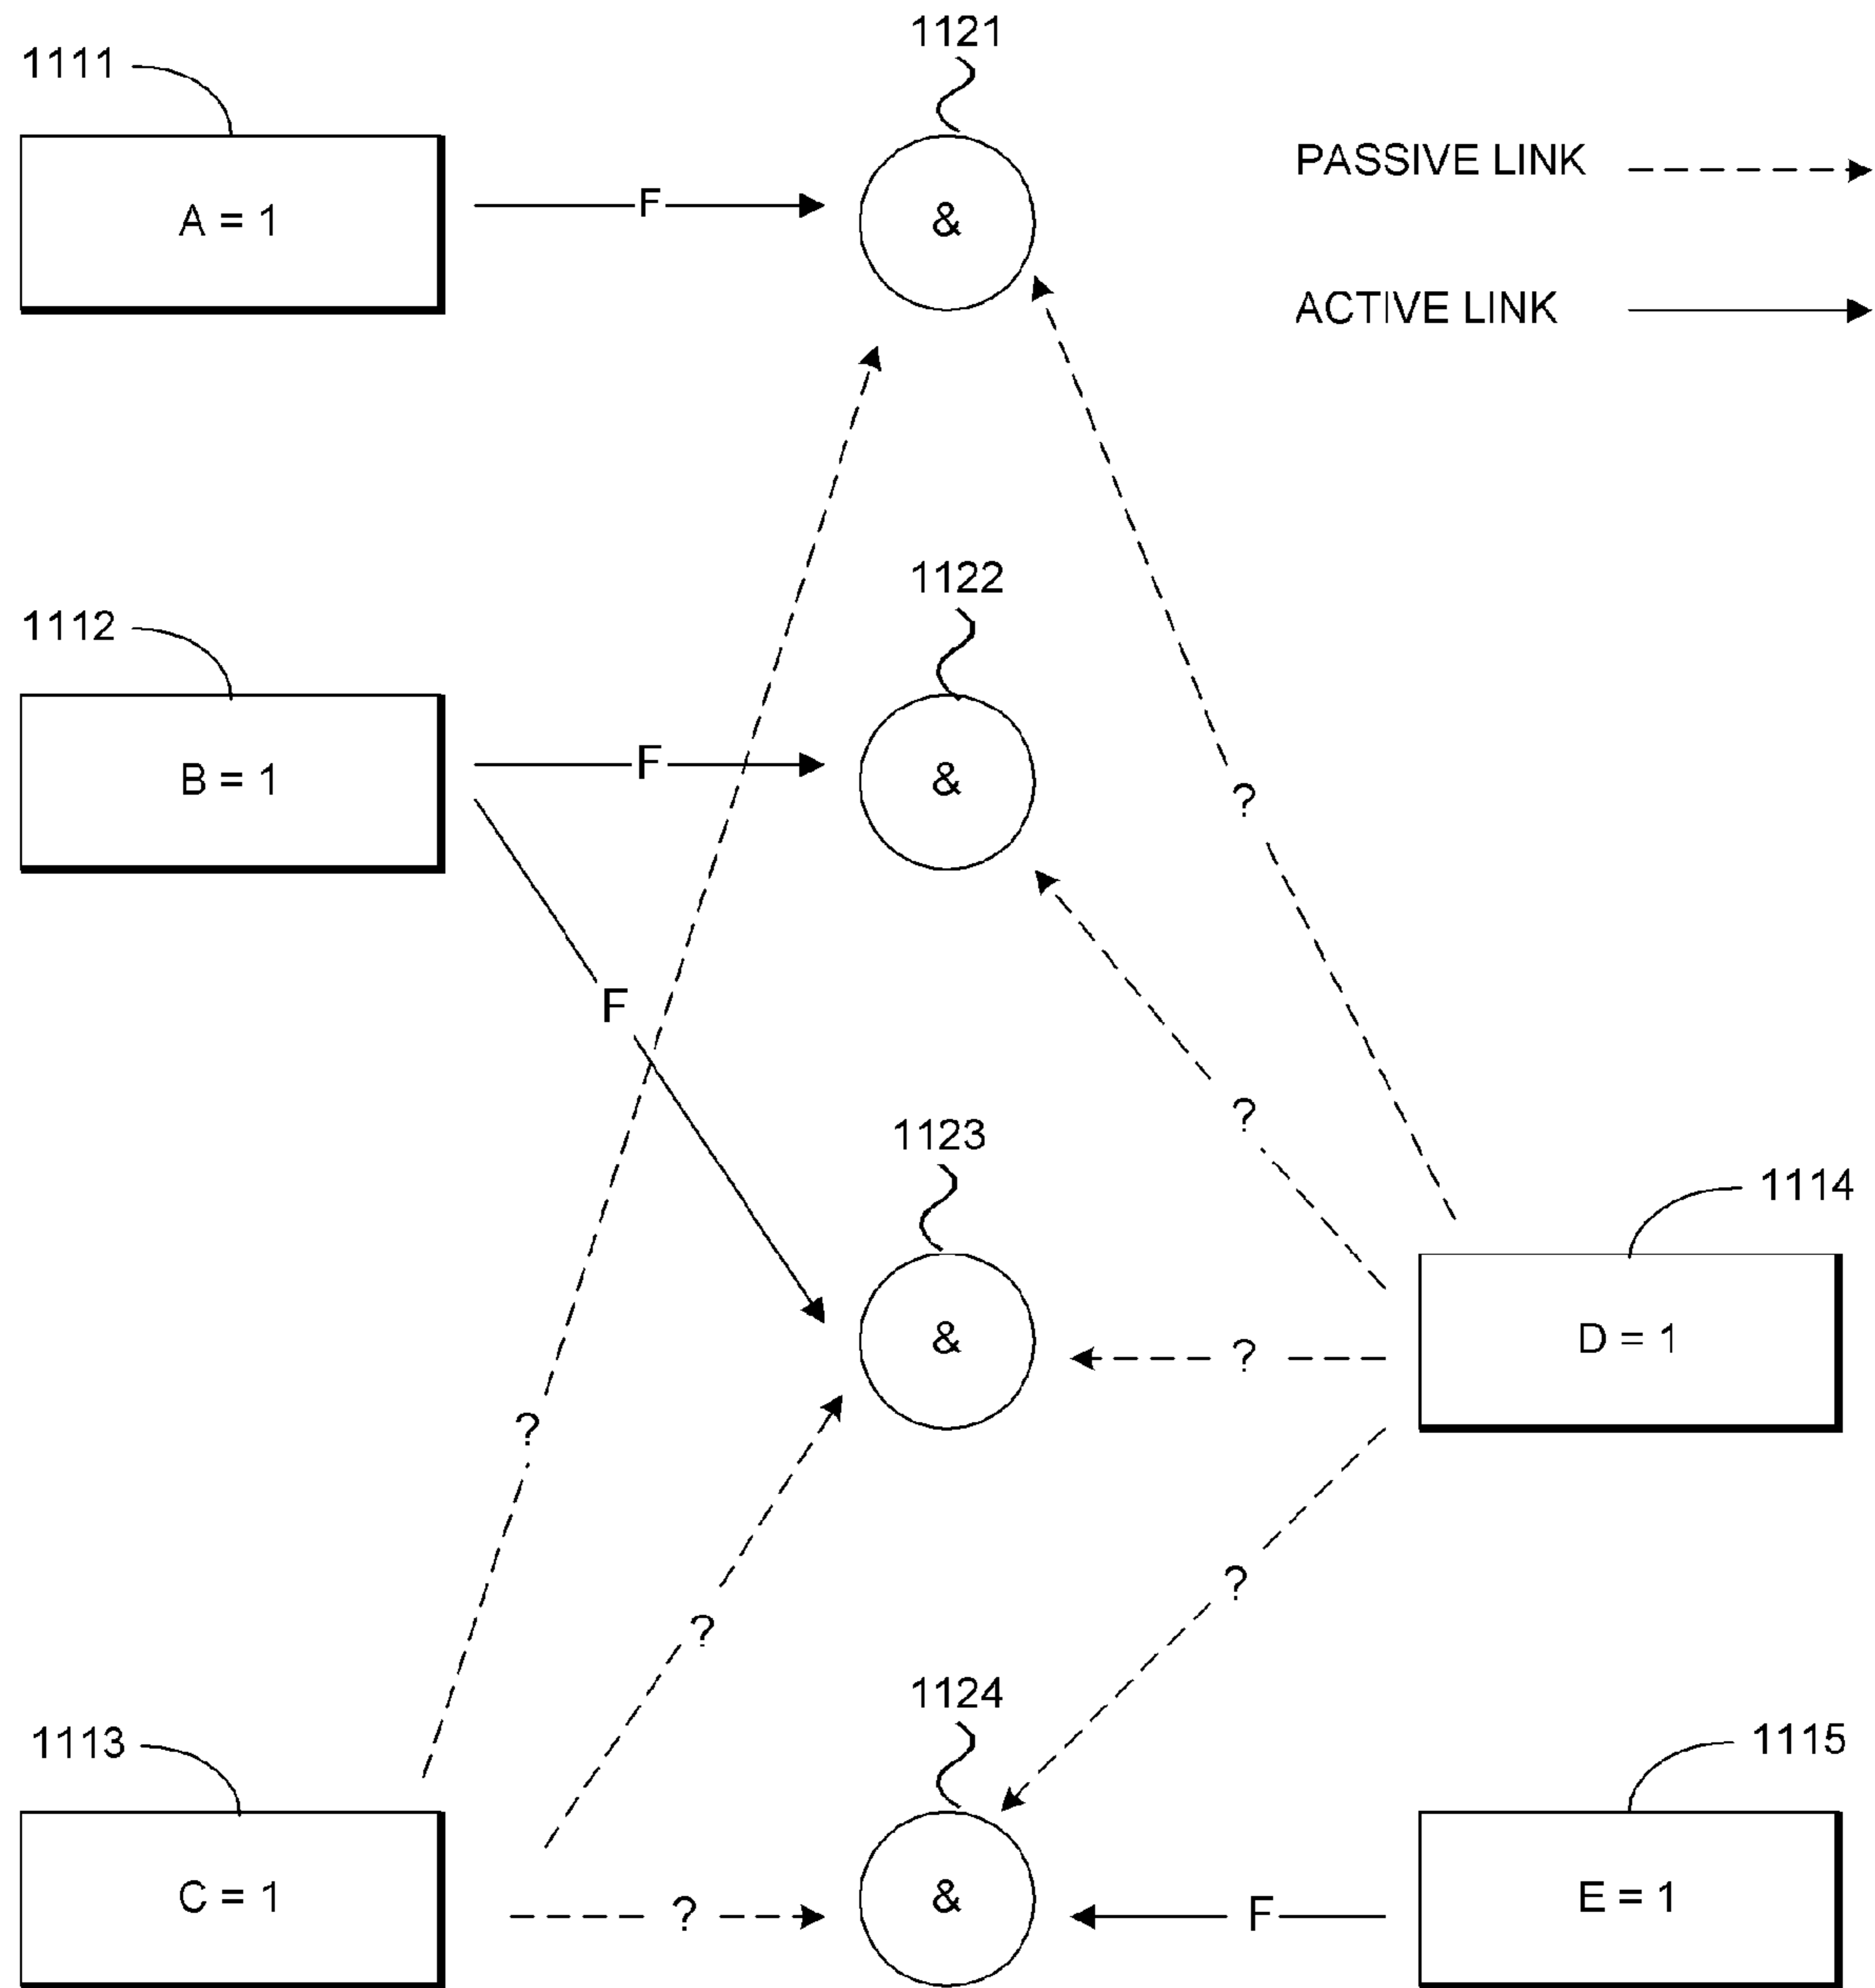 1121
1111
PASSIVE LINK
A = 1
F
&
ACTIVE LINK
1122
1112
B = 1
F
&
?
F
1123
?
1114
&
?
D = 1
?
?
?
1124
1113
1115
C = 1
?
&
F
E = 1